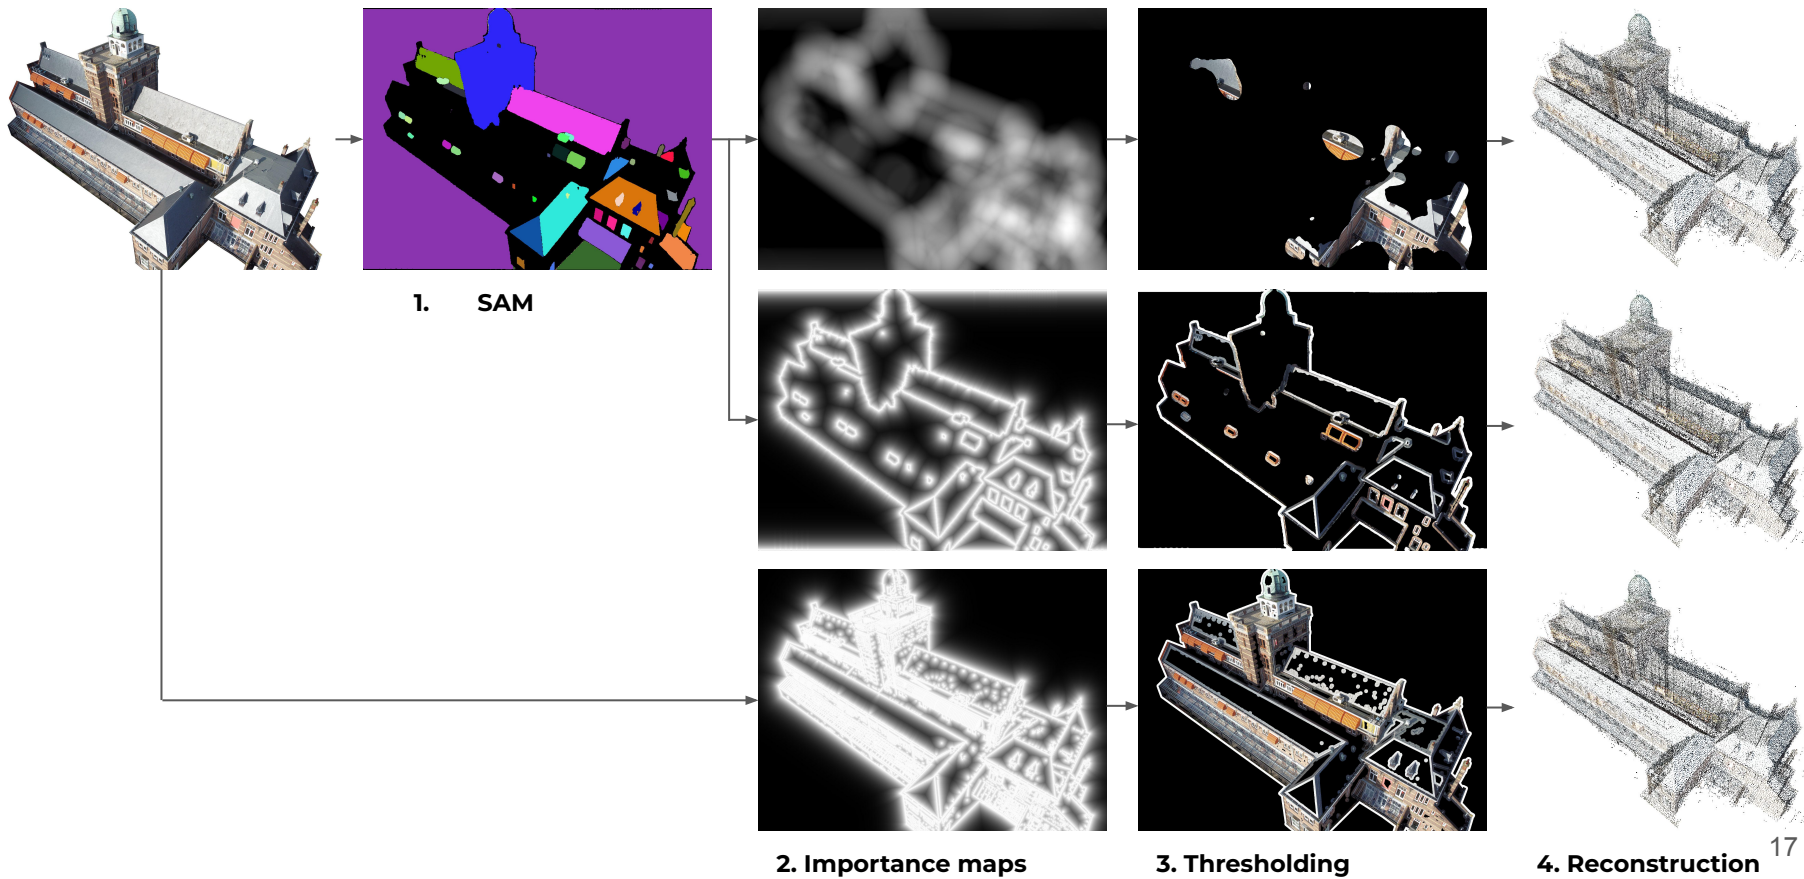 1. SAM
2. Importance maps
3. Thresholding
4. Reconstruction
17